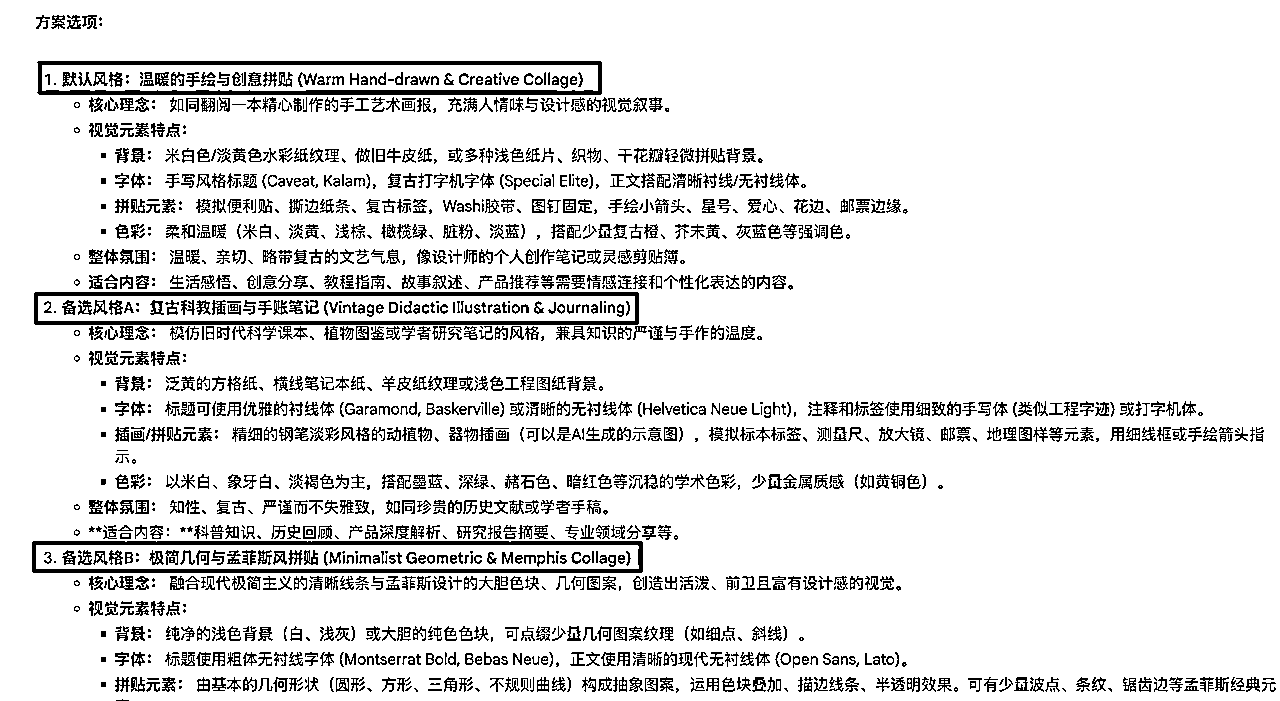 方案选项：
1. 默认风格：温暖的手绘与创意拼贴 (Warm Hand-drawn & Creative Collage)
核心理念： 如同翻阅一本精心制作的手工艺术画报，充满人情味与设计感的视觉叙事。
视觉元素特点：
背景： 米白色/淡黄色水彩纸纹理、做旧牛皮纸，或多种浅色纸片、织物、干花瓣轻微拼贴背景。
字体： 手写风格标题 (Caveat, Kalam)，复古打字机字体 (Special Elite)，正文搭配清晰衬线/无衬线体。
拼贴元素： 模拟便利贴、撕边纸条、复古标签，Washi胶带、图钉固定，手绘小箭头、星号、爱心、花边、邮票边缘。
色彩： 柔和温暖（米白、淡黄、浅棕、橄榄绿、脏粉、淡蓝），搭配少量复古橙、芥末黄、灰蓝色等强调色。
整体氛围： 温暖、亲切、略带复古的文艺气息，像设计师的个人创作笔记或灵感剪贴簿。
适合内容： 生活感悟、创意分享、教程指南、故事叙述、产品推荐等需要情感连接和个性化表达的内容。
2. 备选风格A：复古科教插画与手账笔记 (Vintage Didactic Illustration & Journaling)
核心理念： 模仿旧时代科学课本、植物图鉴或学者研究笔记的风格，兼具知识的严谨与手作的温度。
视觉元素特点：
背景： 泛黄的方格纸、横线笔记本纸、羊皮纸纹理或浅色工程图纸背景。
字体： 标题可使用优雅的衬线体 (Garamond, Baskerville) 或清晰的无衬线体 (Helvetica Neue Light)，注释和标签使用细致的手写体 (类似工程字迹) 或打字机体。
插画/拼贴元素： 精细的钢笔淡彩风格的动植物、器物插画（可以是AI生成的示意图），模拟标本标签、测量尺、放大镜、邮票、地理图样等元素，用细线框或手绘箭头指
示。
色彩： 以米白、象牙白、淡褐色为主，搭配墨蓝、深绿、赭石色、暗红色等沉稳的学术色彩，少量金属质感（如黄铜色）。
整体氛围： 知性、复古、严谨而不失雅致，如同珍贵的历史文献或学者手稿。
**适合内容：**科普知识、历史回顾、产品深度解析、研究报告摘要、专业领域分享等。
3. 备选风格B：极简几何与孟菲斯风拼贴 (Minimalist Geometric & Memphis Collage)
核心理念： 融合现代极简主义的清晰线条与孟菲斯设计的大胆色块、几何图案，创造出活泼、前卫且富有设计感的视觉。
视觉元素特点：
背景： 纯净的浅色背景（白、浅灰）或大胆的纯色色块，可点缀少量几何图案纹理（如细点、斜线）。
字体： 标题使用粗体无衬线字体 (Montserrat Bold, Bebas Neue)，正文使用清晰的现代无衬线体 (Open Sans, Lato)。
拼贴元素： 由基本的几何形状（圆形、方形、三角形、不规则曲线）构成抽象图案，运用色块叠加、描边线条、半透明效果。可有少量波点、条纹、锯齿边等孟菲斯经典元